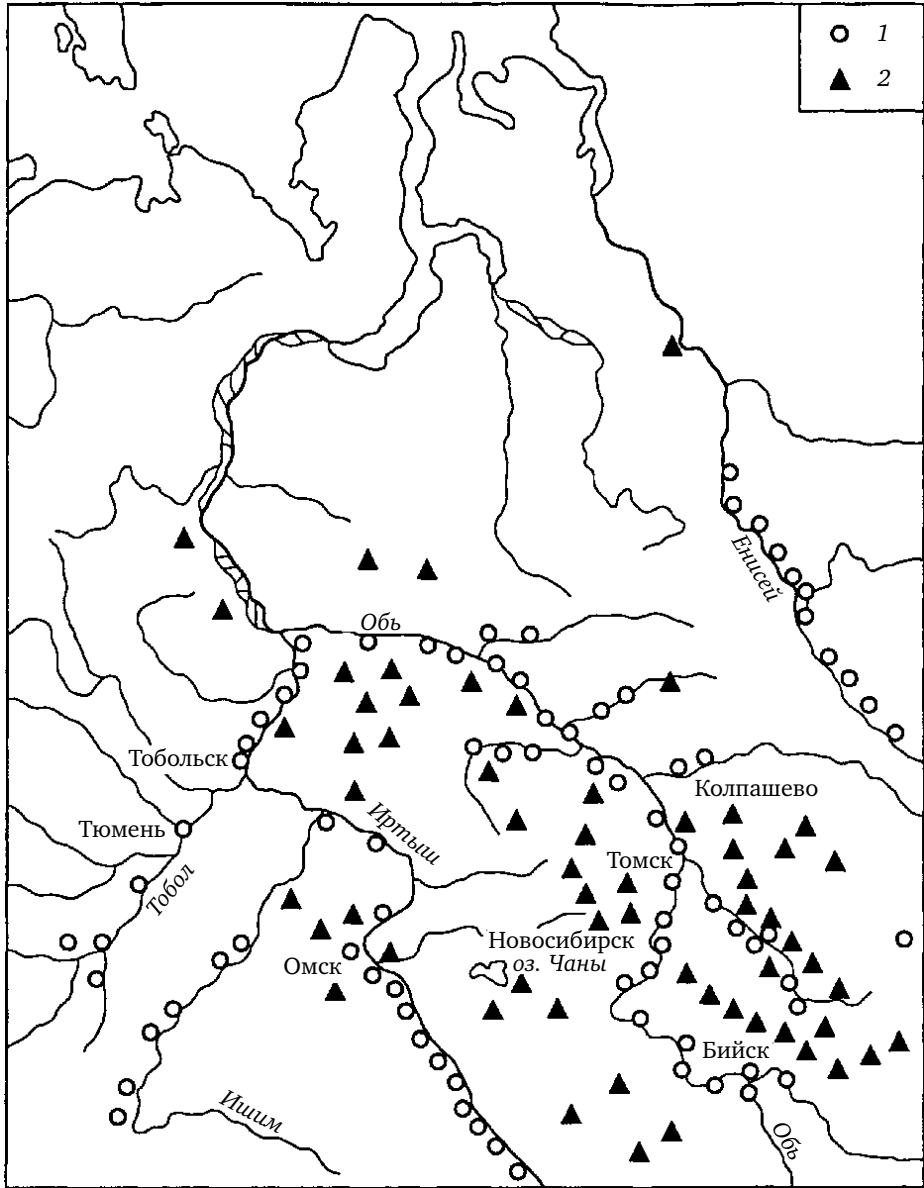 1
2
Енисей
Обь
Тобольск
Колпашево
Иртыш
Тюмень
Томск
Тобол
Новосибирск
оз. Чаны
Омск
Бийск
Ишим
Обь